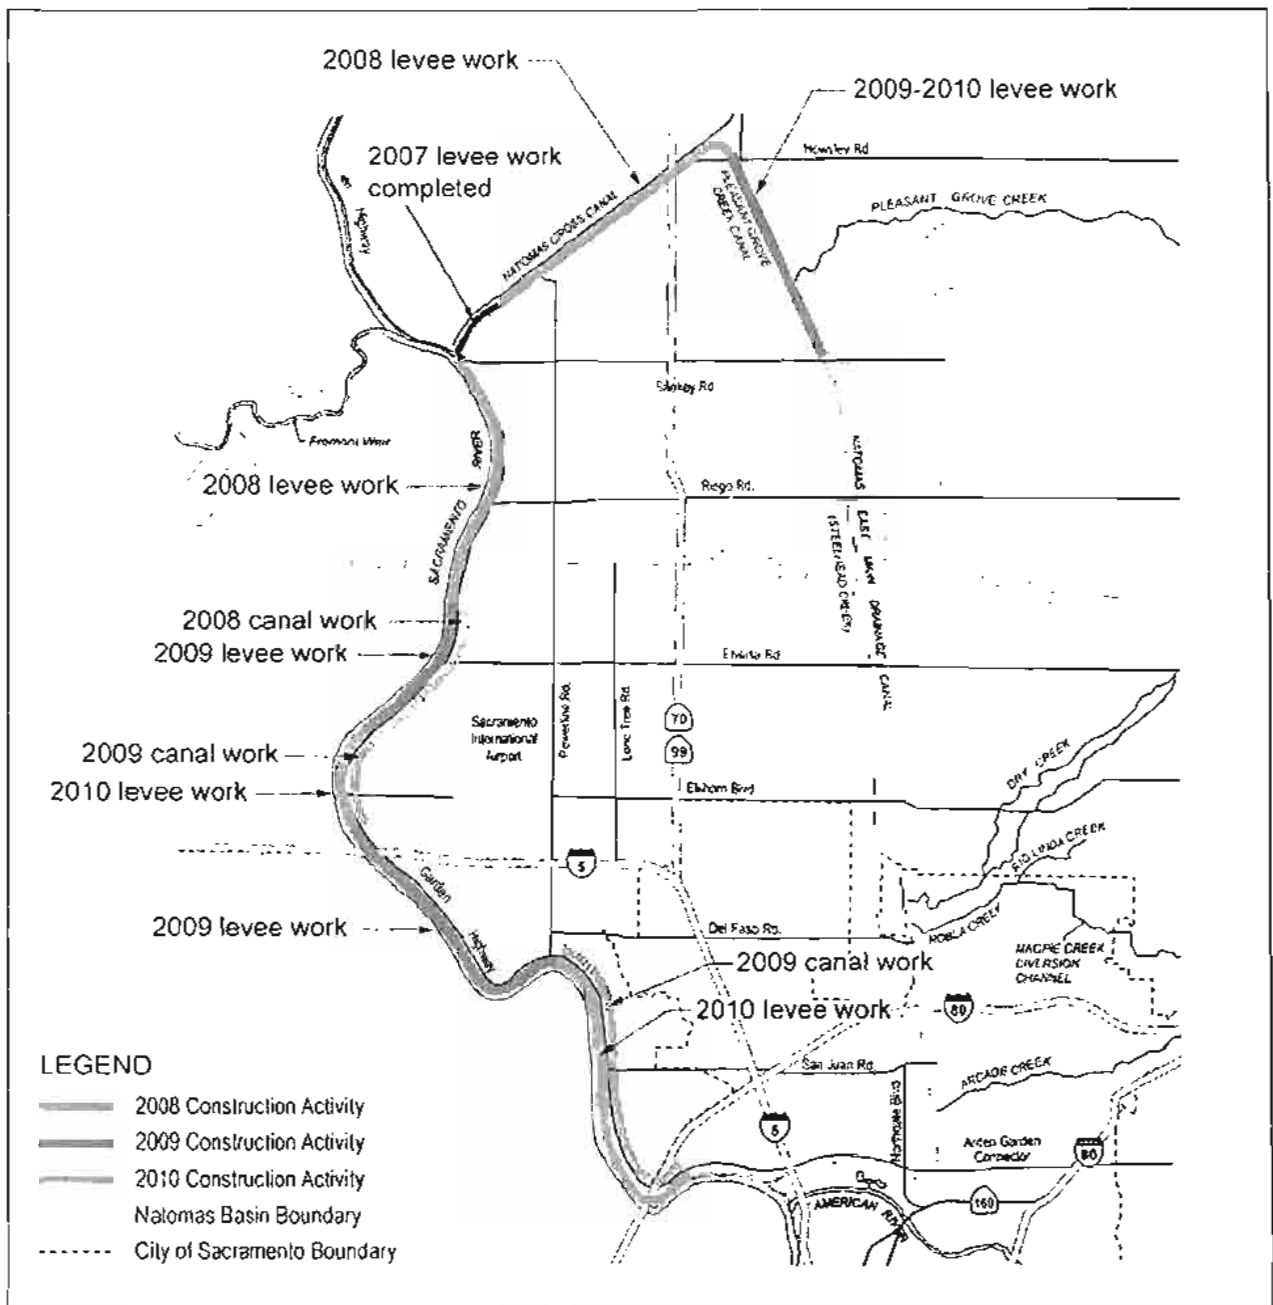 2008 levee work
2009-2010 levee work
2007 levee work
completed
Howsley Rd
PLEASANT GROVE CREEK
PLEASANT GROVE
CREEK CANAL
NATOMAS CROSS CANAL
Highway
Sankey Rd
Fremont Weir
RIVER
2008 levee work
SACRAMENTO
Riego Rd.
NATOMAS EAST MAIN DRAINAGE CANAL
(STEELHEAD CREEK)
2008 canal work
2009 levee work
Elverta Rd
Sacramento
International
Airport
Powerline Rd.
Lone Tree Rd.
70
99
2009 canal work
2010 levee work
Elkhorn Blvd
DRY CREEK
RIO LINDA CREEK
5
Garden
Highway
2009 levee work
Del Paso Rd.
ROBLA CREEK
MAGPIE CREEK
DIVERSION
CHANNEL
2009 canal work
2010 levee work
80
San Juan Rd.
ARCADE CREEK
Northgate Blvd
5
Arden Garden
Connector
80
160
AMERICAN RIVER
LEGEND
2008 Construction Activity
2009 Construction Activity
2010 Construction Activity
Natomas Basin Boundary
City of Sacramento Boundary